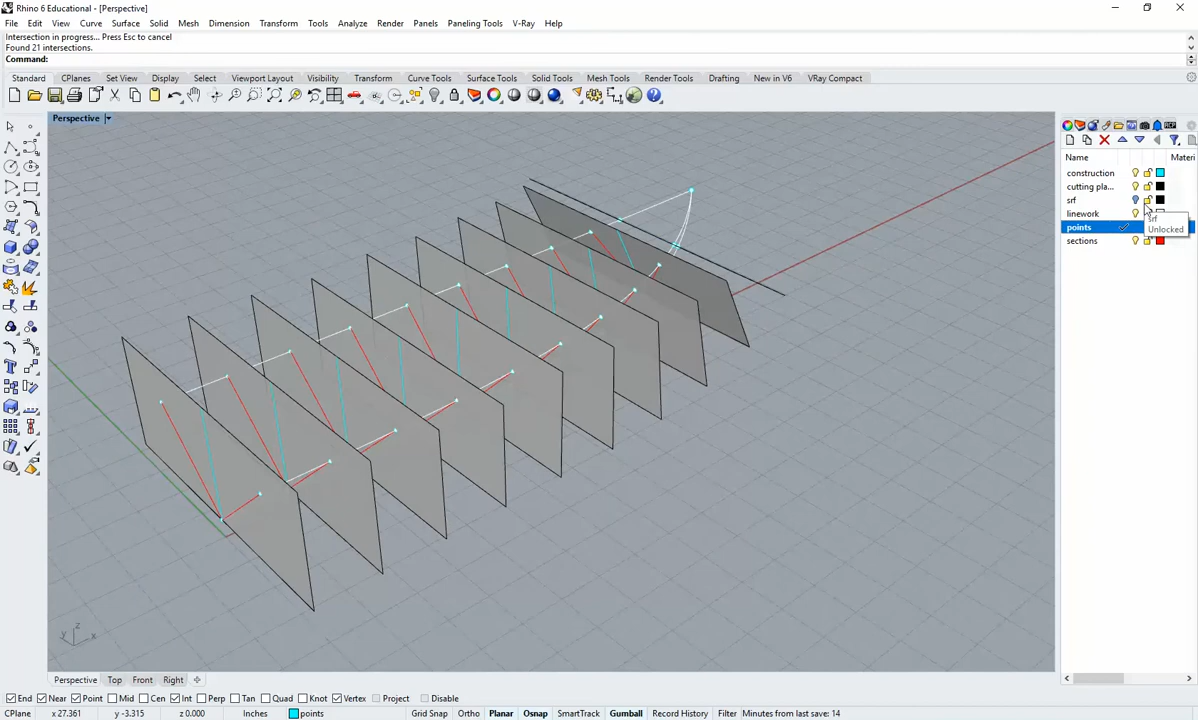 Rhino 6 Educational - [Perspective]
File Edit View Curve Surface Solid Mesh Dimension Transform Tools Analyze Render Panels Paneling Tools V-Ray Help
Intersection in progress... Press Esc to cancel
Found 21 intersections.
Command:
Standard CPlanes Set View Display Select Viewport Layout Visibility Transform Curve Tools Surface Tools Solid Tools Mesh Tools Render Tools Drafting New in V6 VRay Compact
Perspective
Name Materi
construction
cutting pla...
srf
linework
srf
points
Unlocked
sections
z
y
x
Perspective Top Front Right
End Near Point Mid Cen Int Perp Tan Quad Knot Vertex Project Disable
CPlane x 27.361 y -3.315 z 0.000 Inches points Grid Snap Ortho Planar Osnap SmartTrack Gumball Record History Filter Minutes from last save: 14